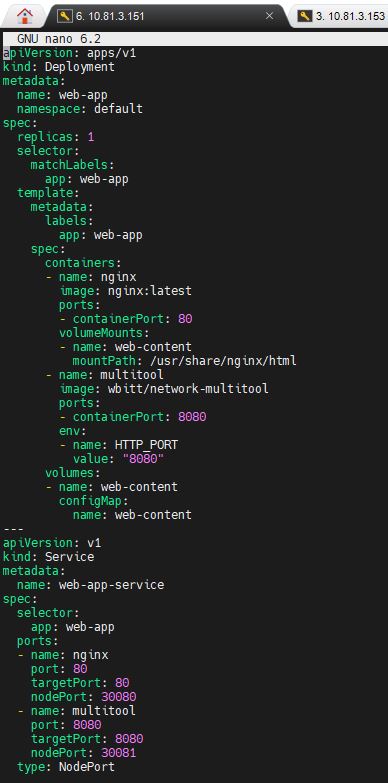 6. 10.81.3.151
3. 10.81.3.153
GNU nano 6.2
apiVersion: apps/v1
kind: Deployment
metadata:
  name: web-app
  namespace: default
spec:
  replicas: 1
  selector:
    matchLabels:
      app: web-app
  template:
    metadata:
      labels:
        app: web-app
    spec:
      containers:
      - name: nginx
        image: nginx:latest
        ports:
        - containerPort: 80
        volumeMounts:
        - name: web-content
          mountPath: /usr/share/nginx/html
      - name: multitool
        image: wbitt/network-multitool
        ports:
        - containerPort: 8080
        env:
        - name: HTTP_PORT
          value: "8080"
      volumes:
      - name: web-content
        configMap:
          name: web-content
---
apiVersion: v1
kind: Service
metadata:
  name: web-app-service
spec:
  selector:
    app: web-app
  ports:
  - name: nginx
    port: 80
    targetPort: 80
    nodePort: 30080
  - name: multitool
    port: 8080
    targetPort: 8080
    nodePort: 30081
  type: NodePort